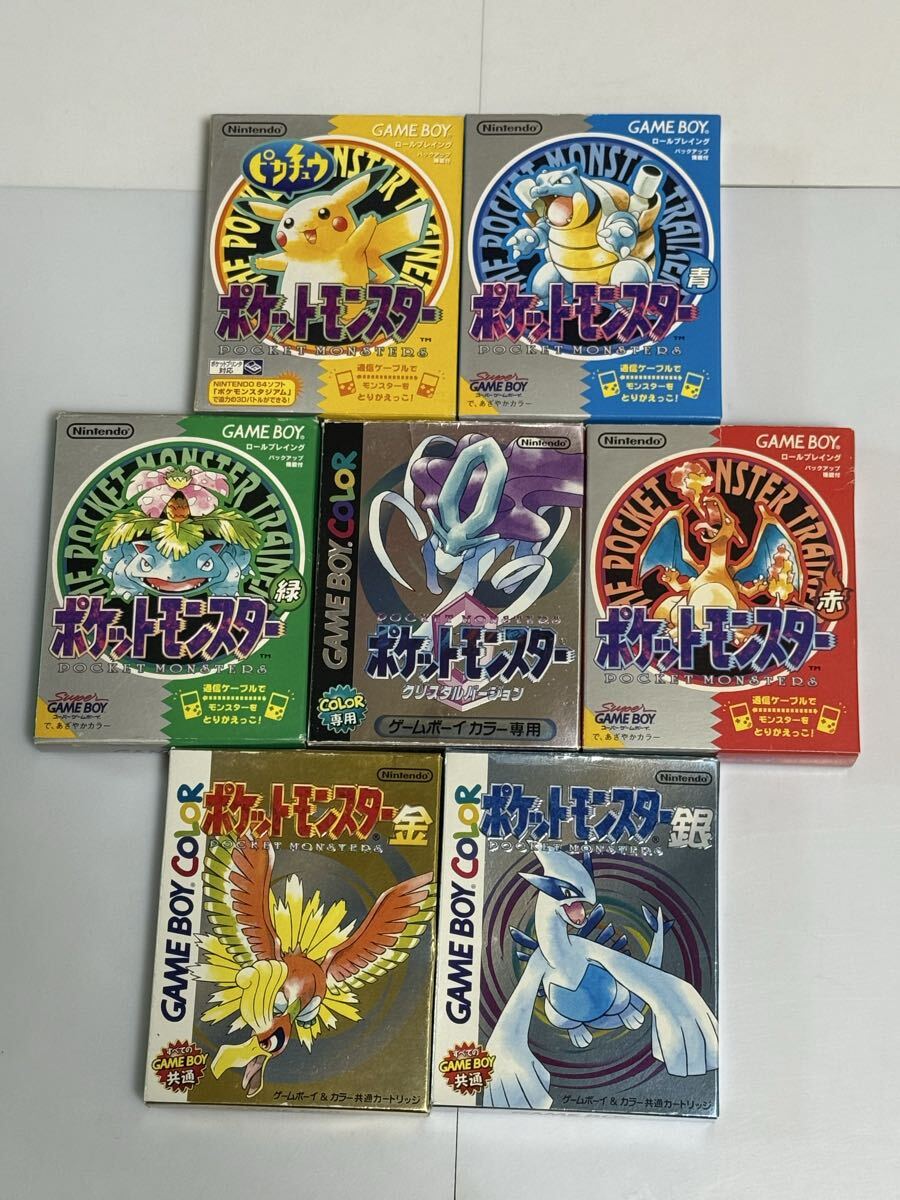 Nintendo
GAME BOY
ロールプレイング
バックアップ
機能付
ピカチュウ
THE POCKET MONSTER TRAINER
ポケットモンスター
TM
POCKET MONSTERS
ポケットプリンタ
対応
NINTENDO 64ソフト
「ポケモンスタジアム」
で迫力の3Dバトルができる!
通信ケーブルで
モンスターを
とりかえっこ!
Nintendo
GAME BOY
ロールプレイング
バックアップ
機能付
THE POCKET MONSTER TRAINER
青
ポケットモンスター
TM
POCKET MONSTERS
Super
GAME BOY
スーパーゲームボーイ
で、あざやかカラー
通信ケーブルで
モンスターを
とりかえっこ!
Nintendo
GAME BOY
ロールプレイング
バックアップ
機能付
THE POCKET MONSTER TRAINER
緑
ポケットモンスター
TM
POCKET MONSTERS
Super
GAME BOY
スーパーゲームボーイ
で、あざやかカラー
通信ケーブルで
モンスターを
とりかえっこ!
GAME BOY COLOR
Nintendo
POCKET MONSTERS
ポケットモンスター
クリスタルバージョン
COLOR
専用
ゲームボーイ カラー専用
Nintendo
GAME BOY
ロールプレイング
バックアップ
機能付
THE POCKET MONSTER TRAINER
赤
ポケットモンスター
TM
POCKET MONSTERS
Super
GAME BOY
スーパーゲームボーイ
で、あざやかカラー
通信ケーブルで
モンスターを
とりかえっこ!
GAME BOY COLOR
Nintendo
ポケットモンスター金
POCKET MONSTERS
すべての
GAME BOY
共通
ゲームボーイ & カラー共通カートリッジ
GAME BOY COLOR
Nintendo
ポケットモンスター銀
POCKET MONSTERS
すべての
GAME BOY
共通
ゲームボーイ & カラー共通カートリッジ